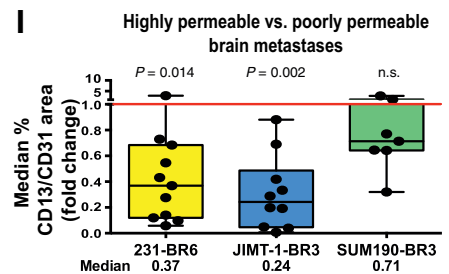 I
Highly permeable vs. poorly permeable
brain metastases
P = 0.014 P = 0.002 n.s.
Median %
CD13/CD31 area
(fold change)
10
5
1.0
0.8
0.6
0.4
0.2
0.0
231-BR6 JIMT-1-BR3 SUM190-BR3
Median 0.37 0.24 0.71